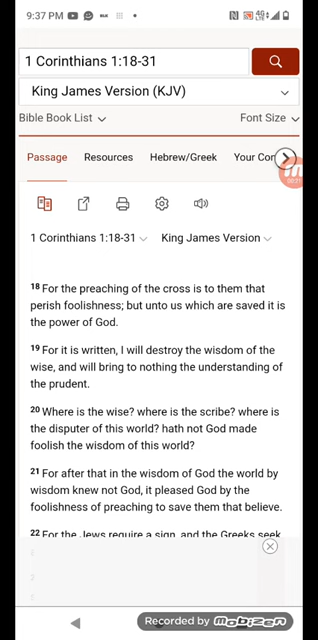 9:37 PM
4G
1 Corinthians 1:18-31
King James Version (KJV)
Bible Book List
Font Size
Passage Resources Hebrew/Greek Your Con
1 Corinthians 1:18-31 King James Version
18 For the preaching of the cross is to them that
perish foolishness; but unto us which are saved it is
the power of God.
19 For it is written, I will destroy the wisdom of the
wise, and will bring to nothing the understanding of
the prudent.
20 Where is the wise? where is the scribe? where is
the disputer of this world? hath not God made
foolish the wisdom of this world?
21 For after that in the wisdom of God the world by
wisdom knew not God, it pleased God by the
foolishness of preaching to save them that believe.
22 For the Jews require a sign, and the Greeks seek
Recorded by Mobizen